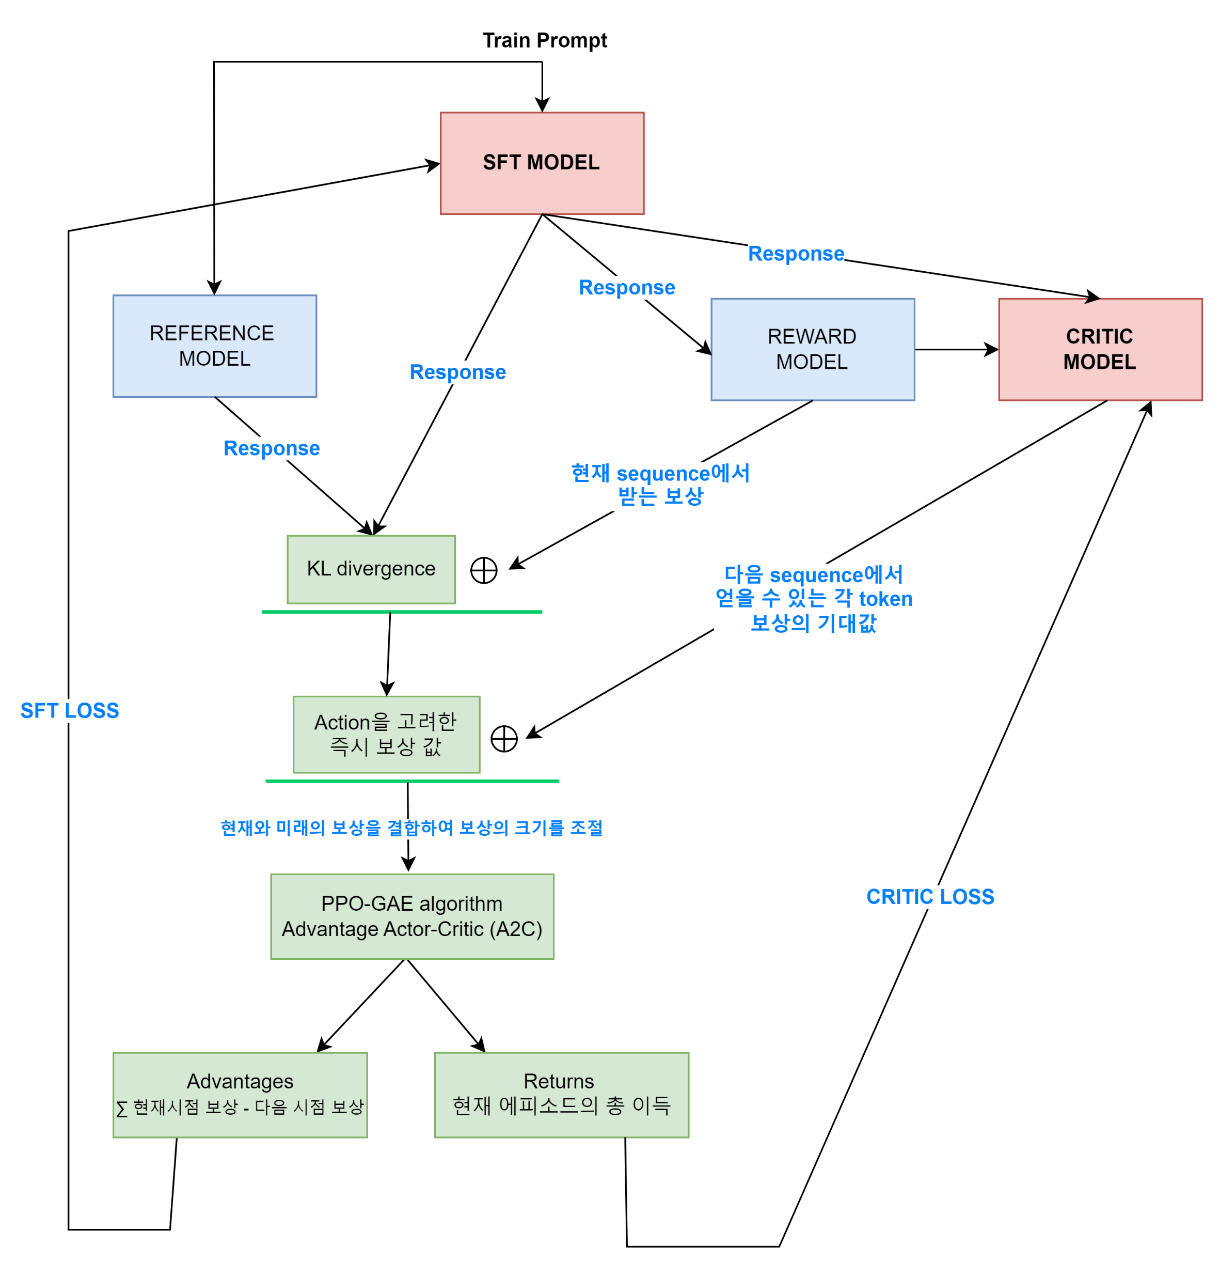 Train Prompt
SFT MODEL
Response
Response
REFERENCE
MODEL
REWARD
MODEL
CRITIC
MODEL
Response
Response
현재 sequence에서
받는 보상
KL divergence
다음 sequence에서
얻을 수 있는 각 token
보상의 기대값
SFT LOSS
Action을 고려한
즉시 보상 값
현재와 미래의 보상을 결합하여 보상의 크기를 조절
PPO-GAE algorithm
Advantage Actor-Critic (A2C)
CRITIC LOSS
Advantages
∑ 현재시점 보상 - 다음 시점 보상
Returns
현재 에피소드의 총 이득